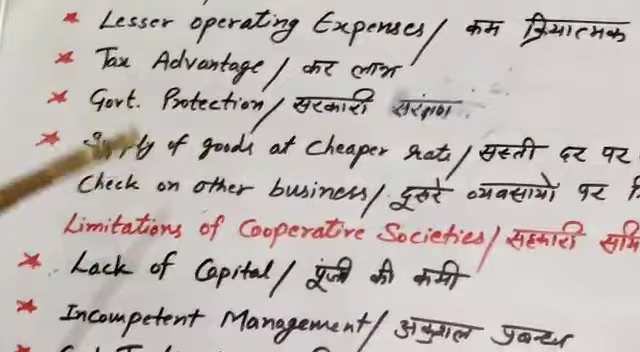 Lesser operating Expenses / कम क्रियात्मक
Tax Advantage / कर लाभ
Govt. Protection / सरकारी संरक्षण
of goods at cheaper rate / सस्ती दर पर
Check on other business / दूसरे व्यवसायों पर
Limitations of Cooperative Societies / सहकारी समि
Lack of Capital / पूंजी की कमी
Incompetent Management / अकुशल प्रबन्ध